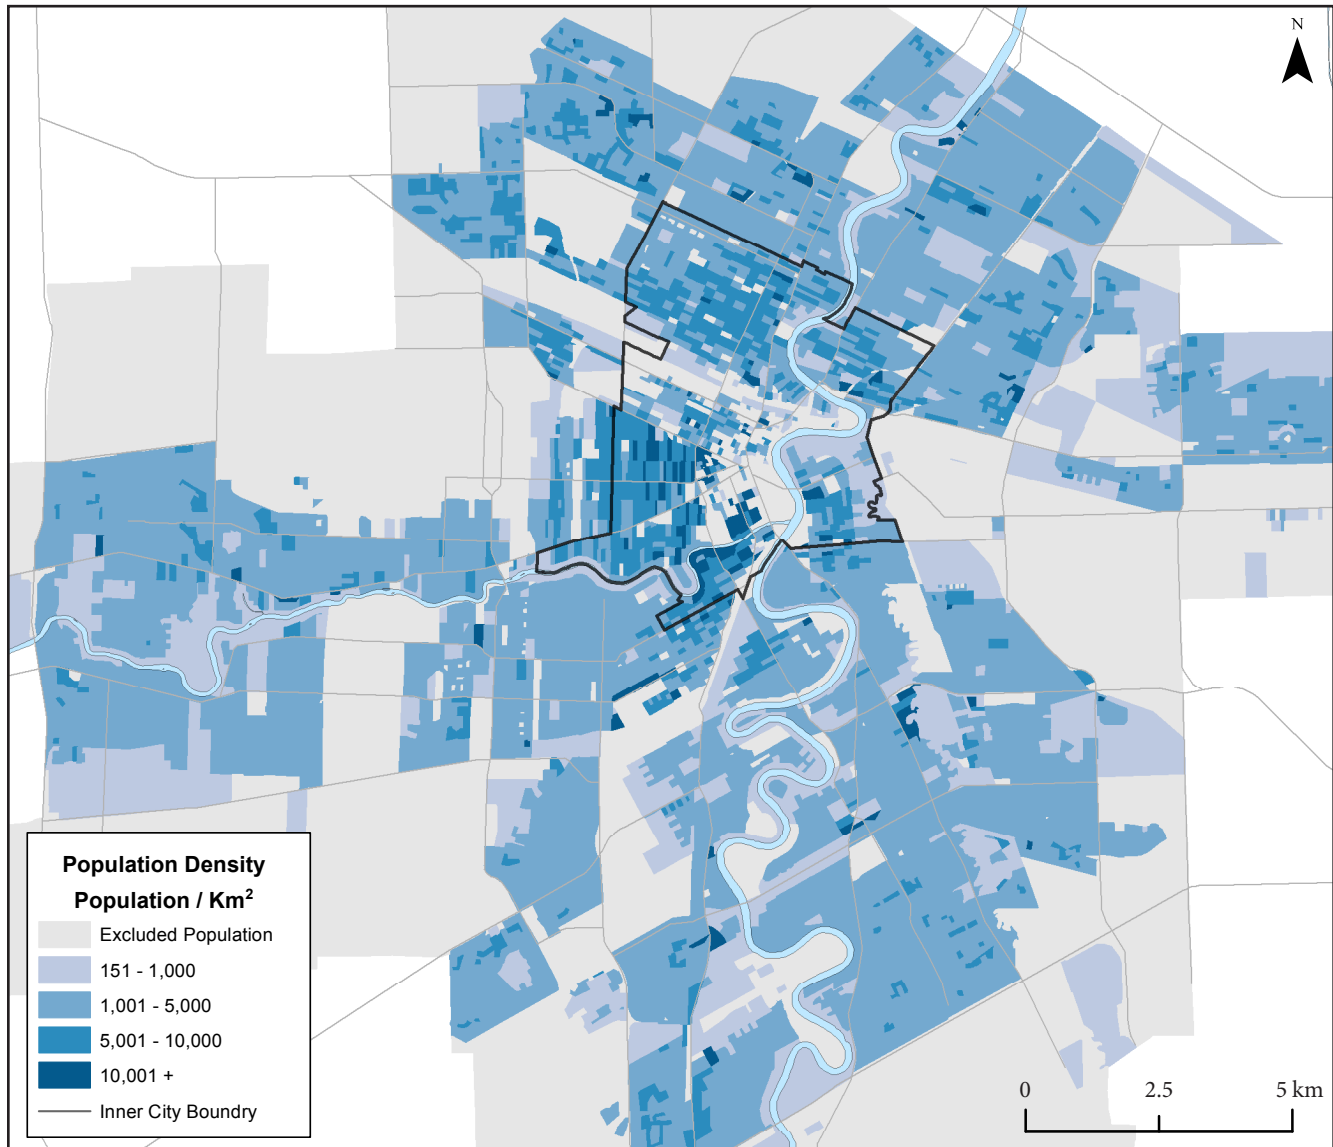 N
Population Density
Population / Km²
Excluded Population
151 - 1,000
1,001 - 5,000
5,001 - 10,000
10,001 +
Inner City Boundry
0 2.5 5 km